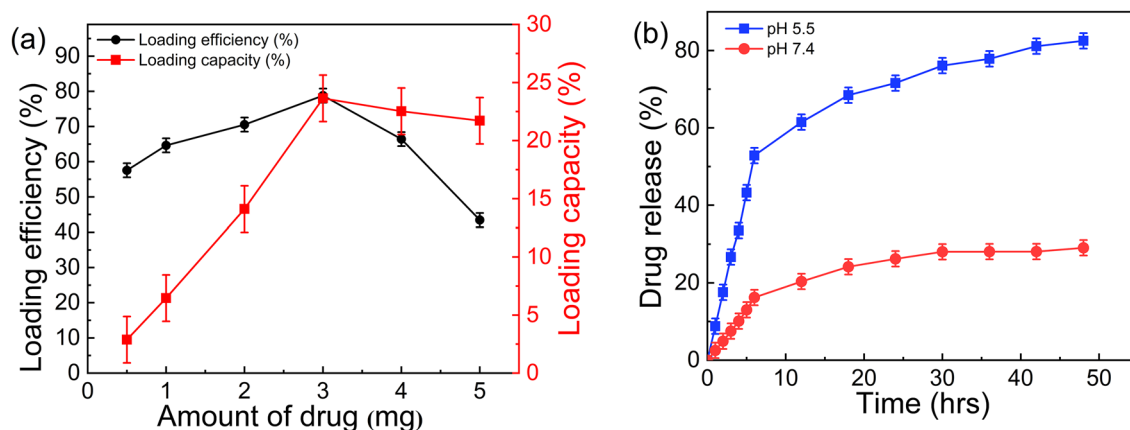 (a)
Loading efficiency (%)
Loading capacity (%)
Loading efficiency (%)
90
80
70
60
50
40
30
20
10
0
0 1 2 3 4 5
Amount of drug (mg)
30
25
20
15
10
5
0
Loading capacity (%)
(b)
pH 5.5
pH 7.4
Drug release (%)
80
60
40
20
0
0 10 20 30 40 50
Time (hrs)